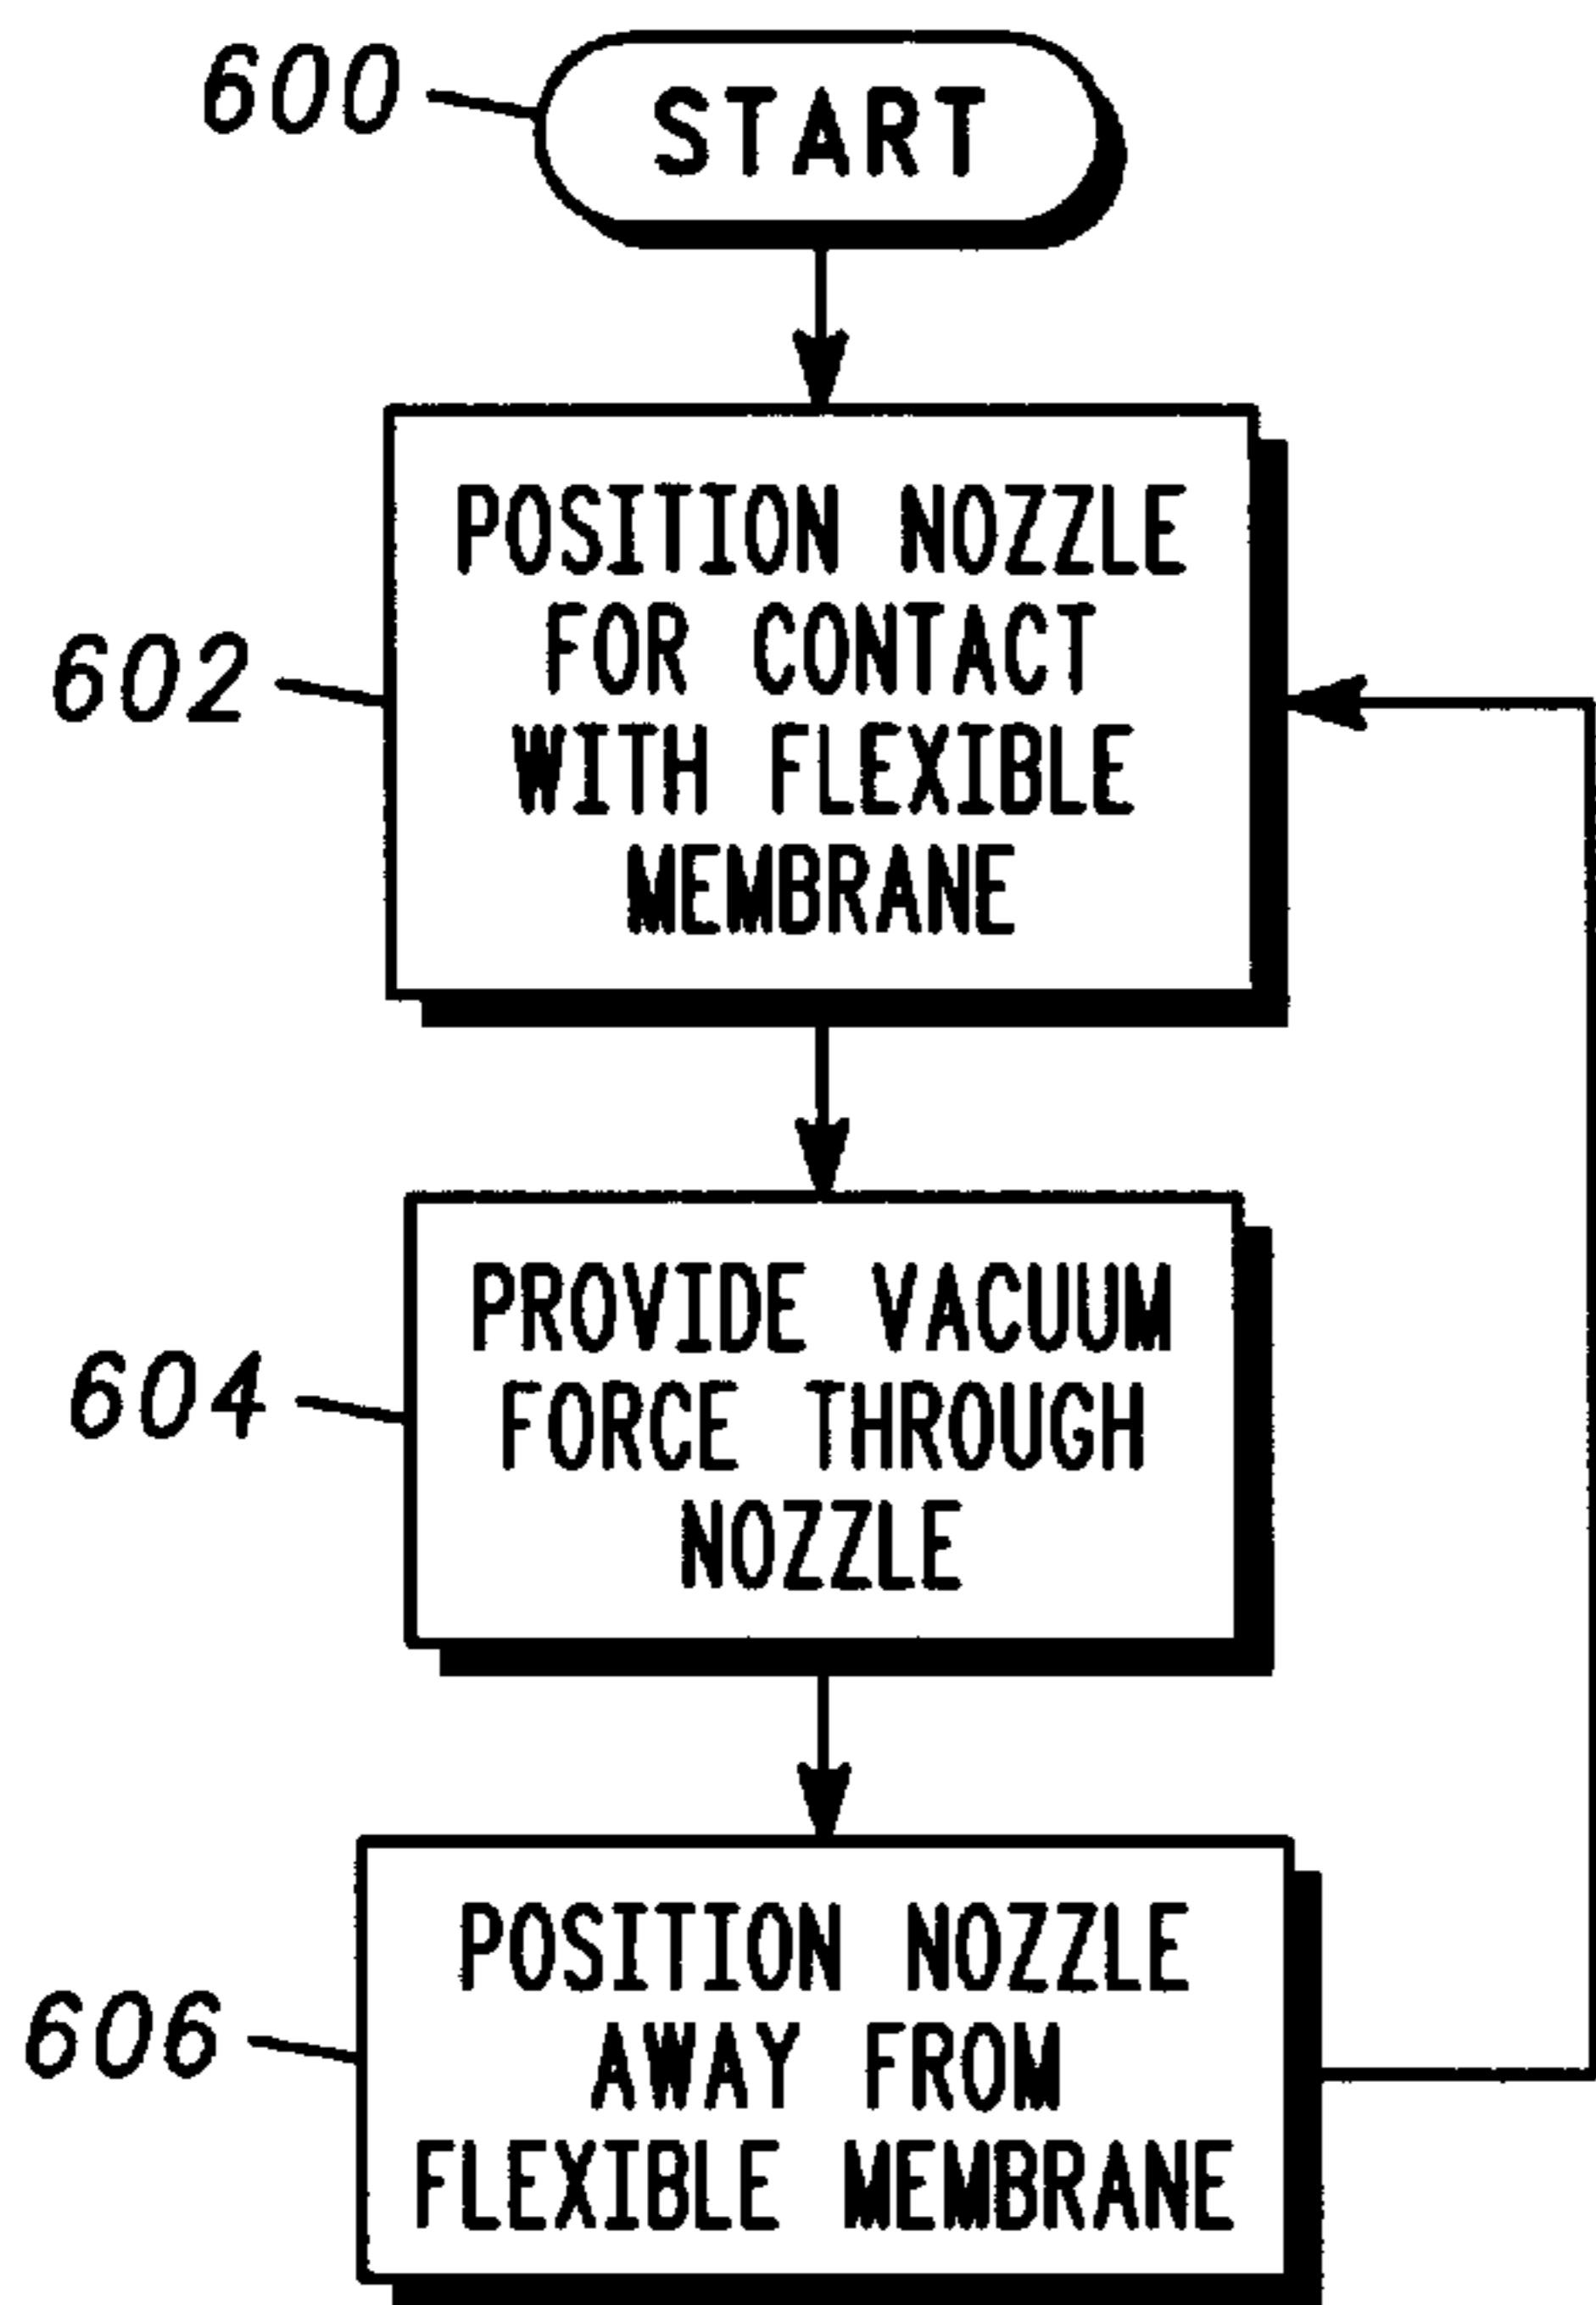 600
START
602
POSITION NOZZLE
FOR CONTACT
WITH FLEXIBLE
MEMBRANE
604
PROVIDE VACUUM
FORCE THROUGH
NOZZLE
606
POSITION NOZZLE
AWAY FROM
FLEXIBLE MEMBRANE